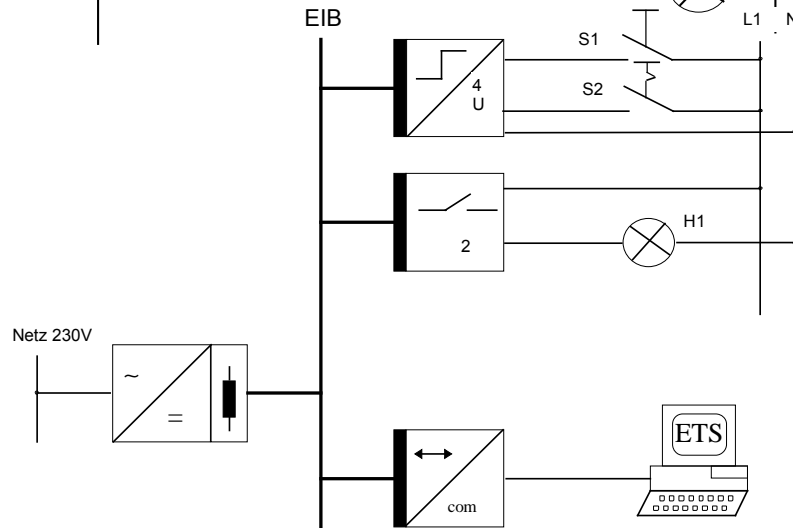 EIB
L1 N
S1
S2
4
U
H1
2
Netz 230V
~
=
ETS
com